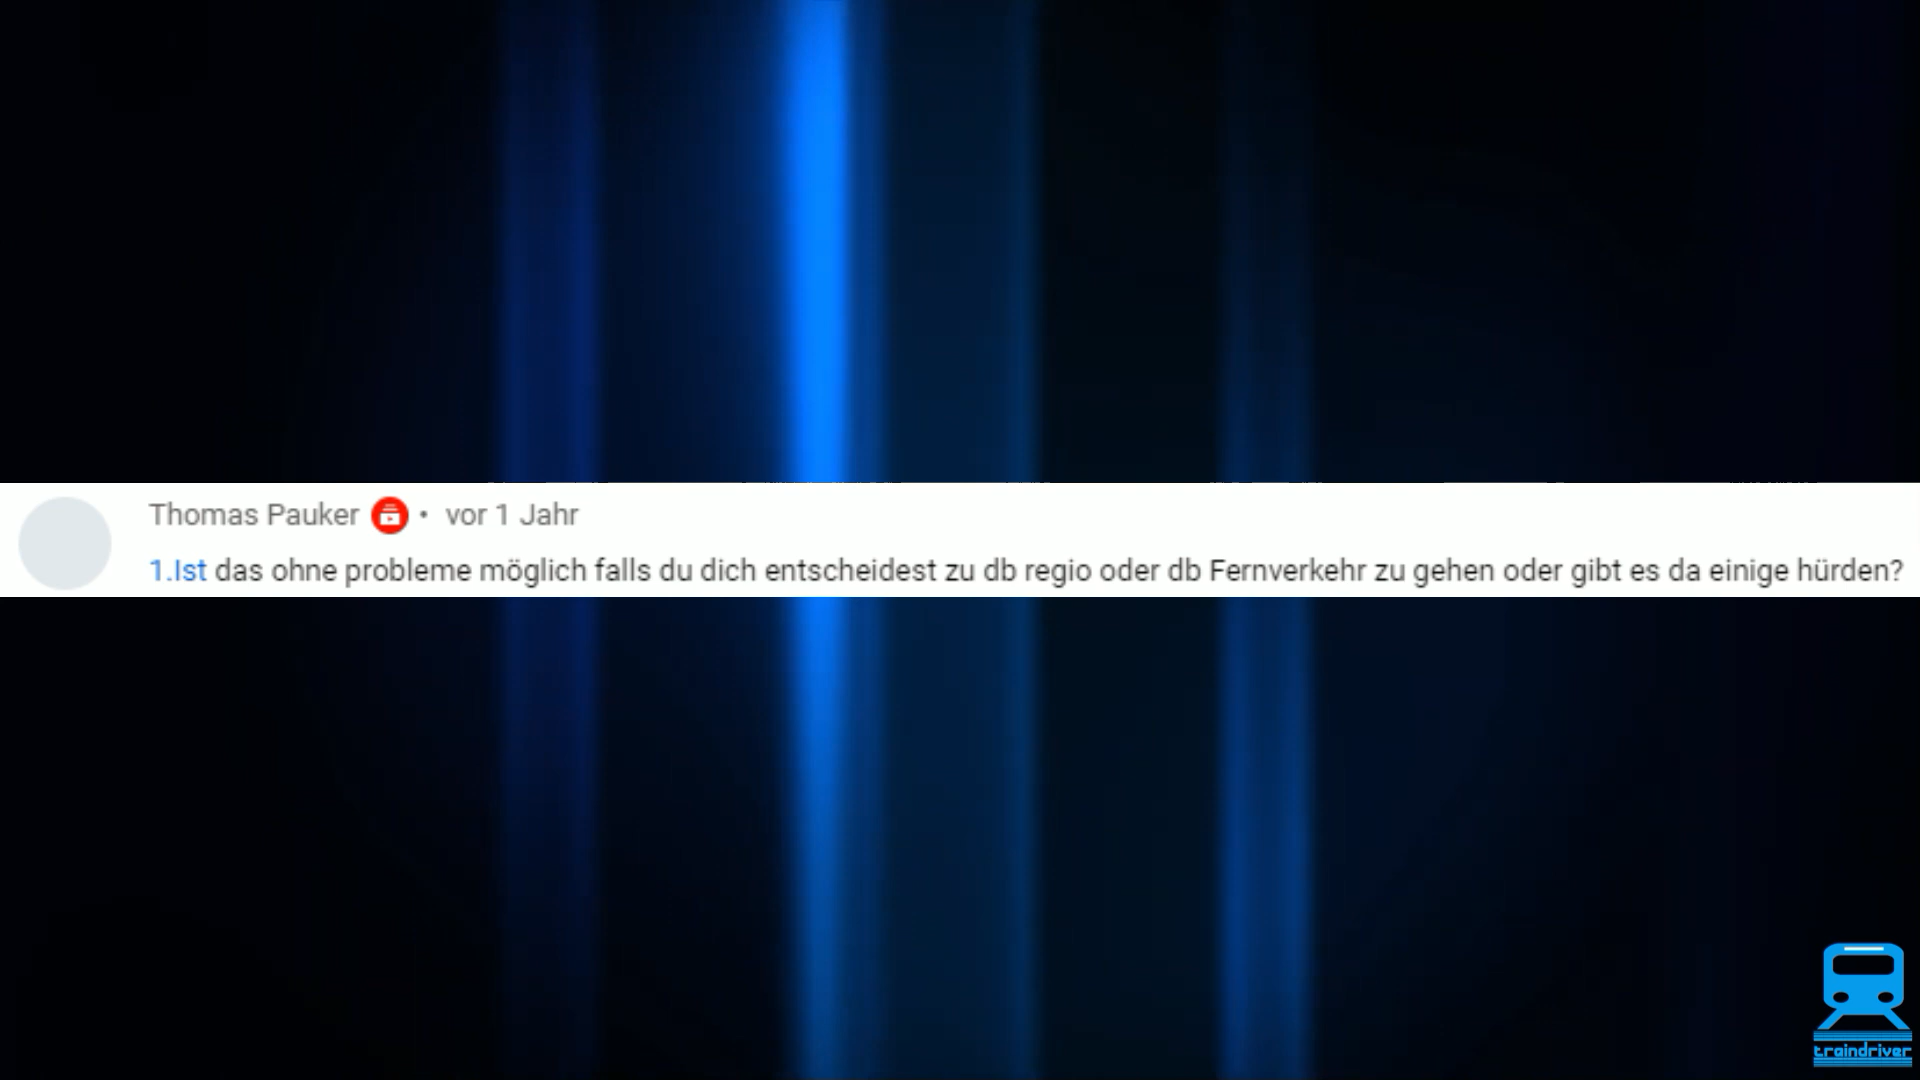 Thomas Pauker • vor 1 Jahr
1.Ist das ohne probleme möglich falls du dich entscheidest zu db regio oder db Fernverkehr zu gehen oder gibt es da einige hürden?
traindriver